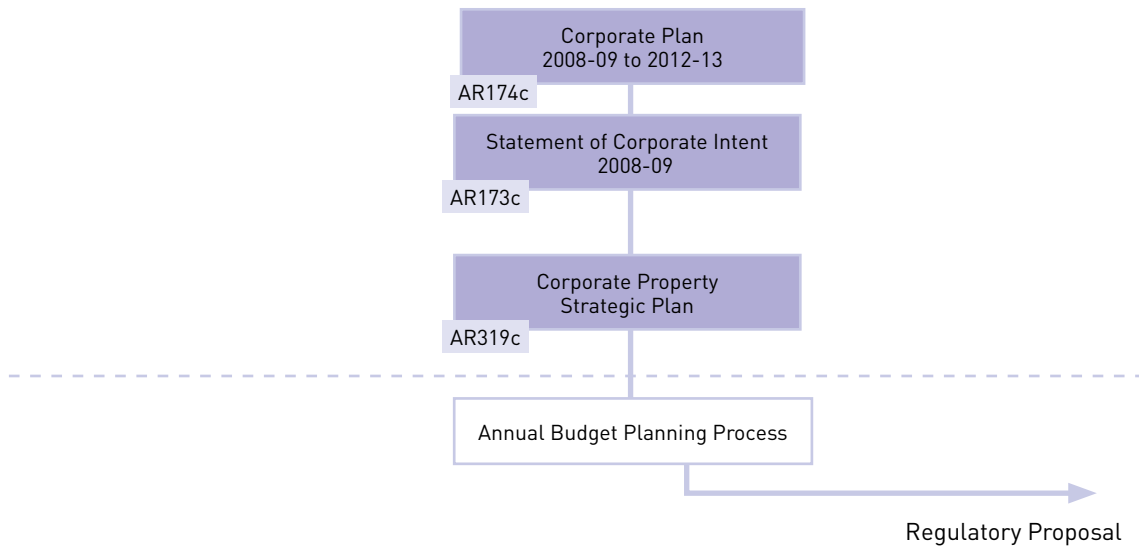 Corporate Plan
2008-09 to 2012-13
AR174c
Statement of Corporate Intent
2008-09
AR173c
Corporate Property
Strategic Plan
AR319c
Annual Budget Planning Process
Regulatory Proposal